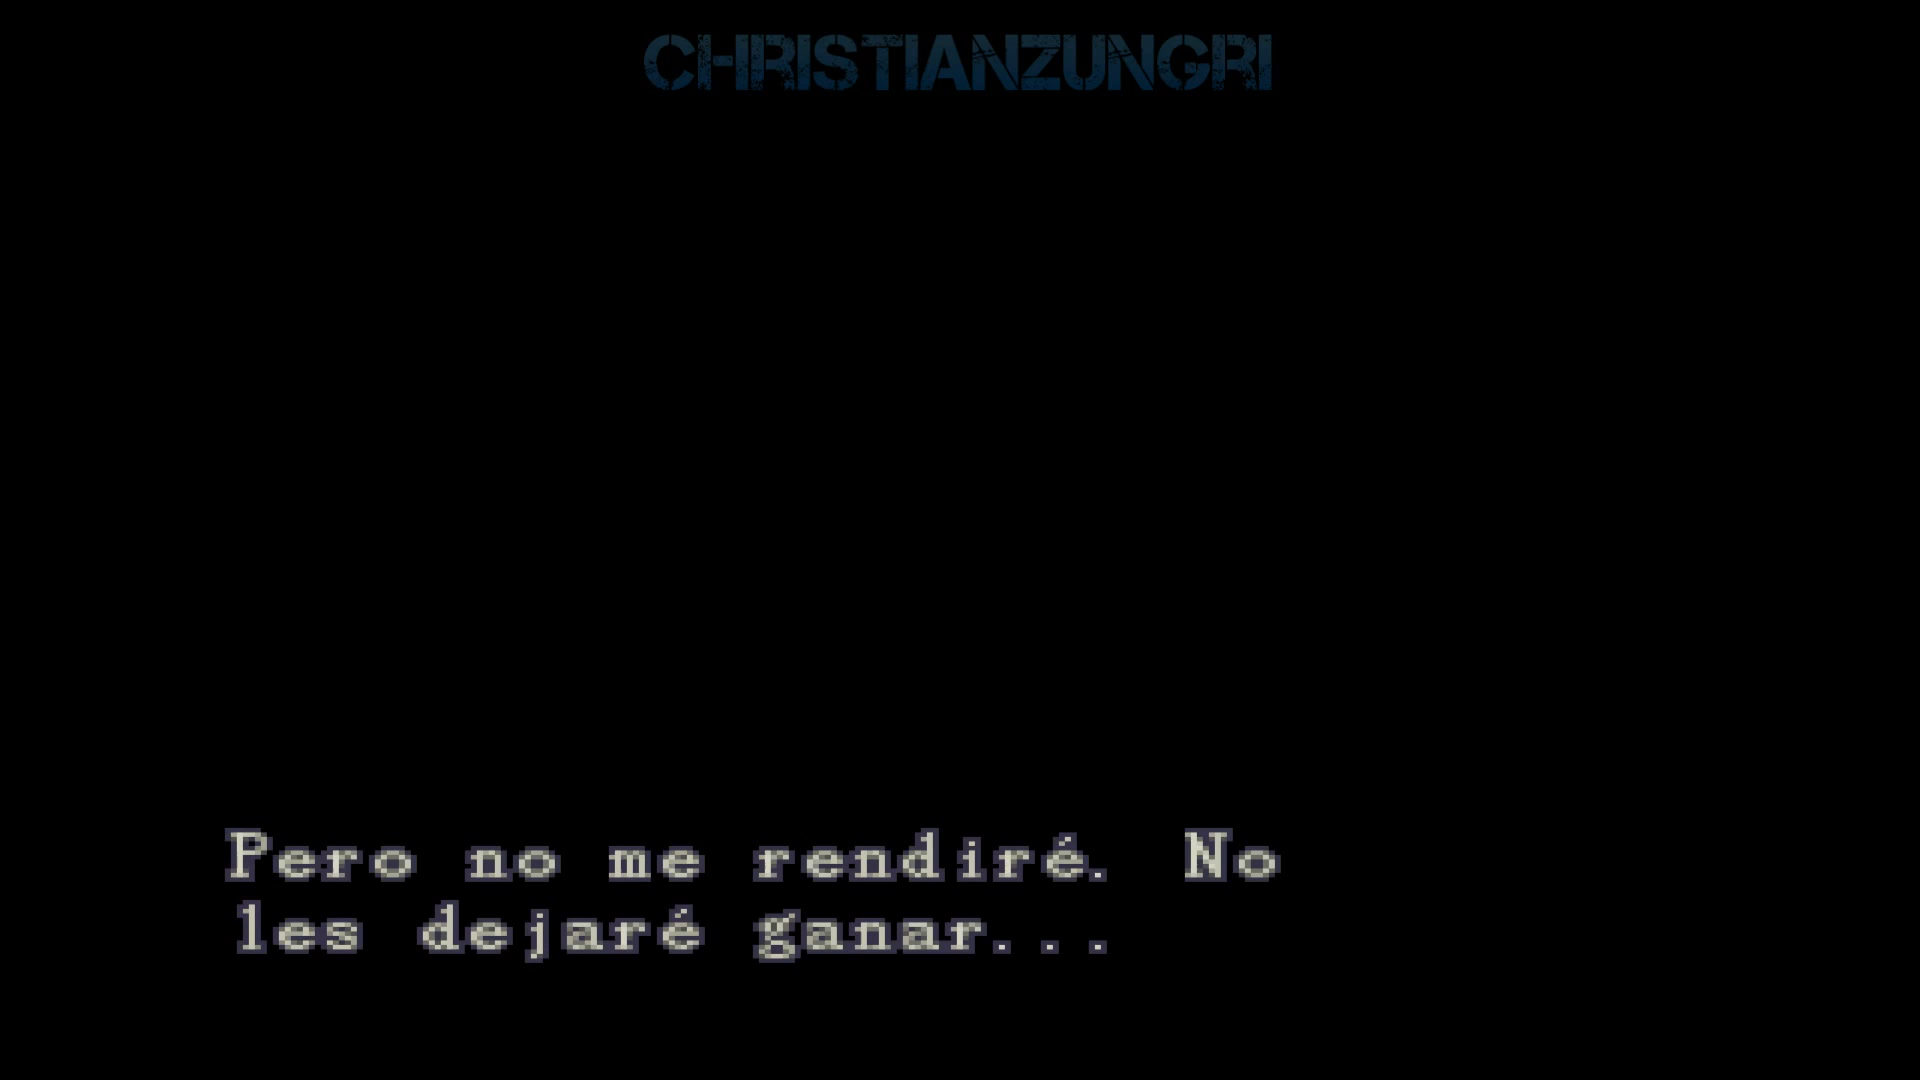 CHRISTIANZUNGRI
Pero no me rendiré. No
les dejaré ganar...